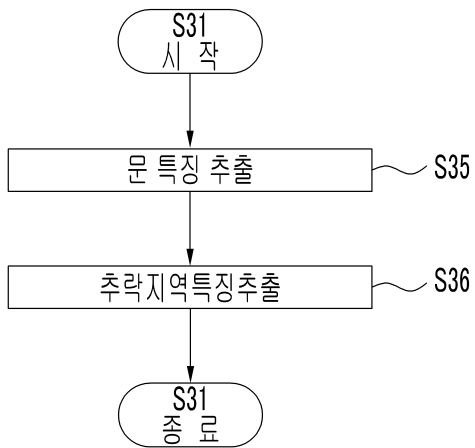 S31
시 작
문 특징 추출
S35
추락지역특징추출
S36
S31
종 료